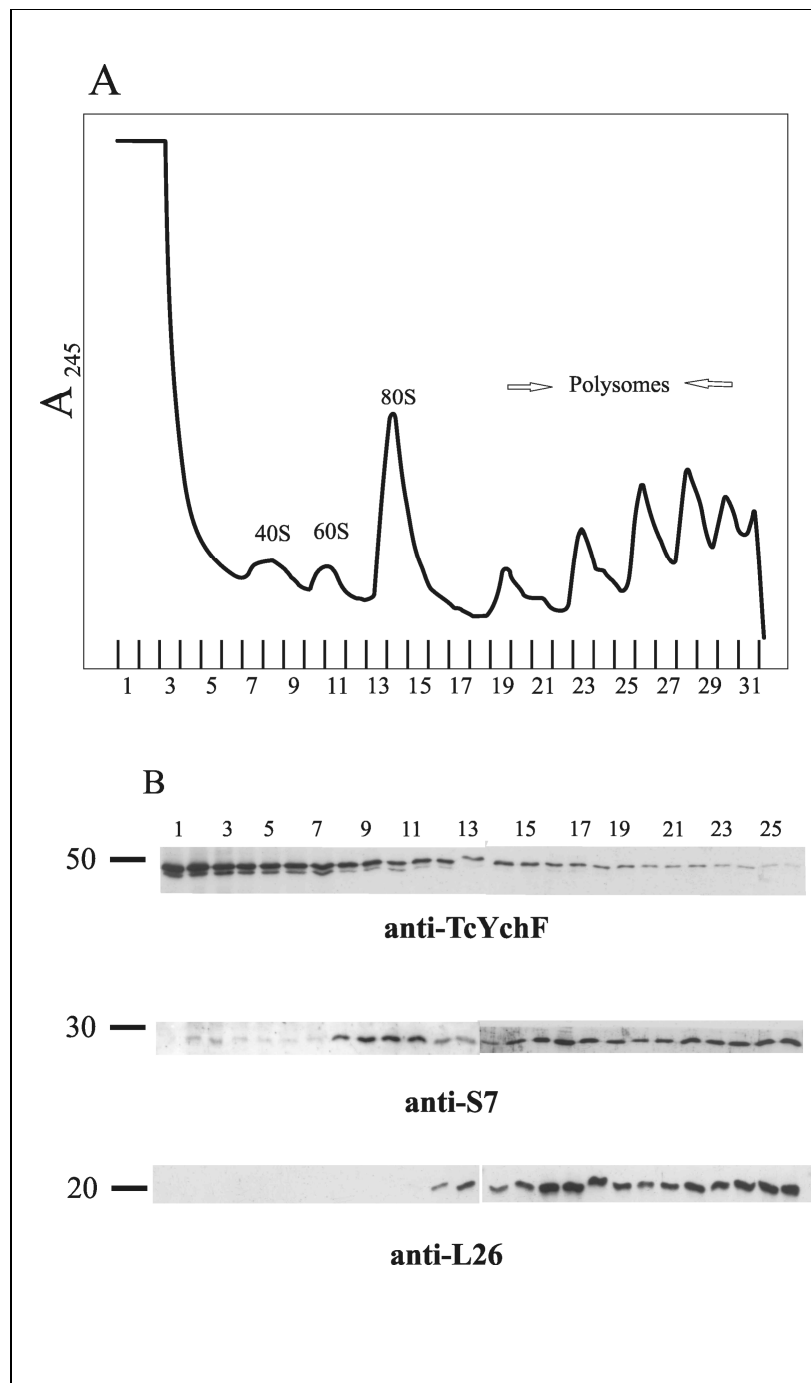 A
A 245
40S
60S
80S
Polysomes
1 3 5 7 9 11 13 15 17 19 21 23 25 27 29 31
B
1 3 5 7 9 11 13 15 17 19 21 23 25
50
anti-TcYchF
30
anti-S7
20
anti-L26